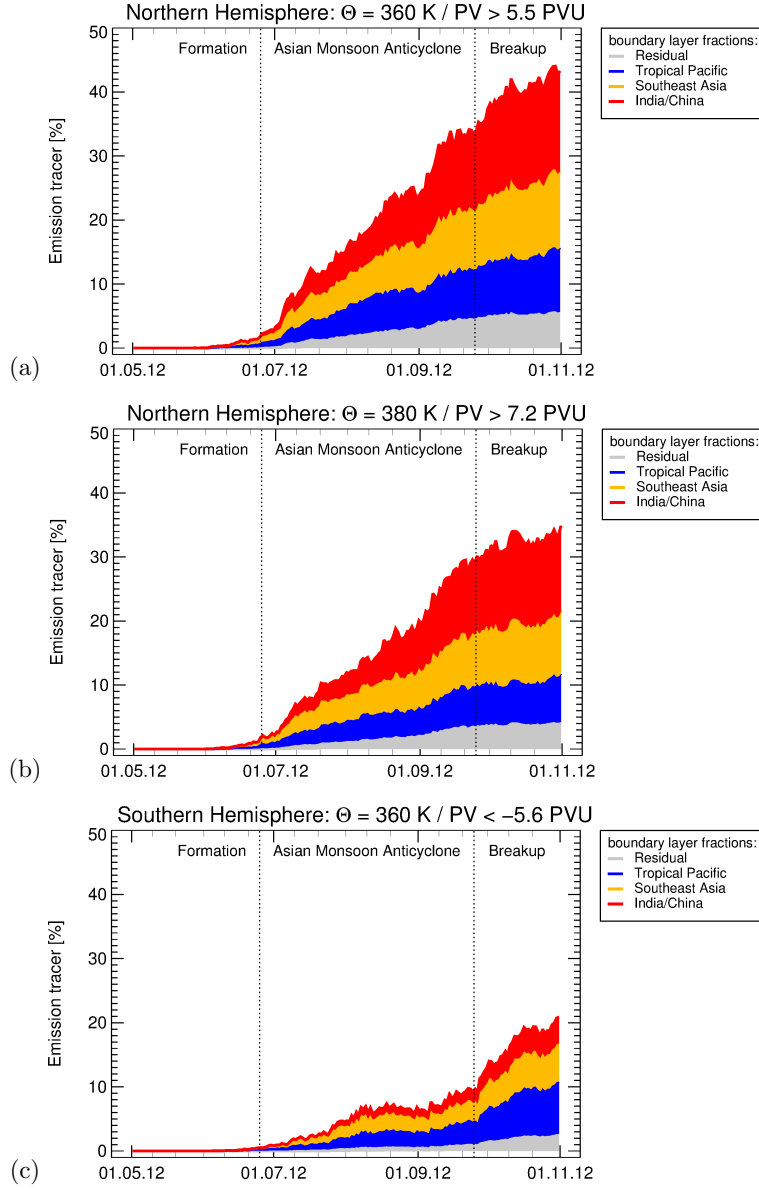 Northern Hemisphere: Θ = 360 K / PV > 5.5 PVU
50
40
30
20
10
0
Emission tracer [%]
Formation
Asian Monsoon Anticyclone
Breakup
boundary layer fractions:
Residual
Tropical Pacific
Southeast Asia
India/China
(a)
01.05.12
01.07.12
01.09.12
01.11.12
Northern Hemisphere: Θ = 380 K / PV > 7.2 PVU
50
40
30
20
10
0
Emission tracer [%]
Formation
Asian Monsoon Anticyclone
Breakup
boundary layer fractions:
Residual
Tropical Pacific
Southeast Asia
India/China
(b)
01.05.12
01.07.12
01.09.12
01.11.12
Southern Hemisphere: Θ = 360 K / PV < −5.6 PVU
50
40
30
20
10
0
Emission tracer [%]
Formation
Asian Monsoon Anticyclone
Breakup
boundary layer fractions:
Residual
Tropical Pacific
Southeast Asia
India/China
(c)
01.05.12
01.07.12
01.09.12
01.11.12